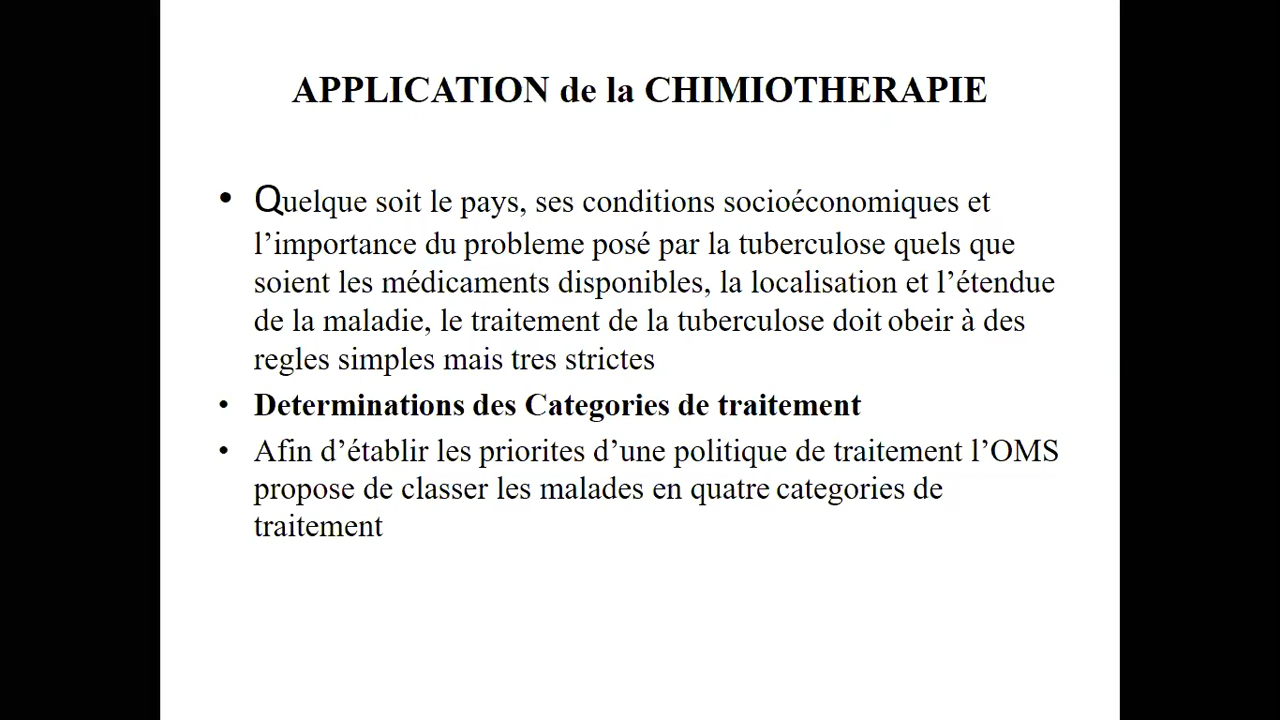 APPLICATION de la CHIMIOTHERAPIE
• Quelque soit le pays, ses conditions socioéconomiques et
l’importance du probleme posé par la tuberculose quels que
soient les médicaments disponibles, la localisation et l’étendue
de la maladie, le traitement de la tuberculose doit obeir à des
regles simples mais tres strictes
• Determinations des Categories de traitement
• Afin d’établir les priorites d’une politique de traitement l’OMS
propose de classer les malades en quatre categories de
traitement